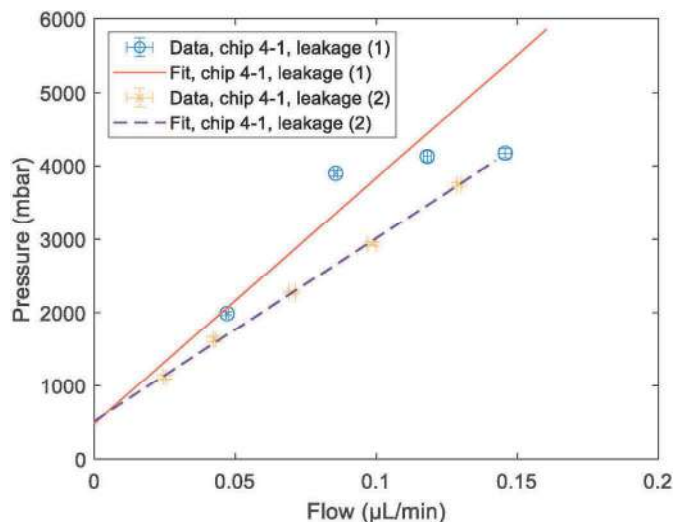 6000
5000
4000
3000
2000
1000
0
Pressure (mbar)
Data, chip 4-1, leakage (1)
Fit, chip 4-1, leakage (1)
Data, chip 4-1, leakage (2)
Fit, chip 4-1, leakage (2)
0 0.05 0.1 0.15 0.2
Flow (µL/min)